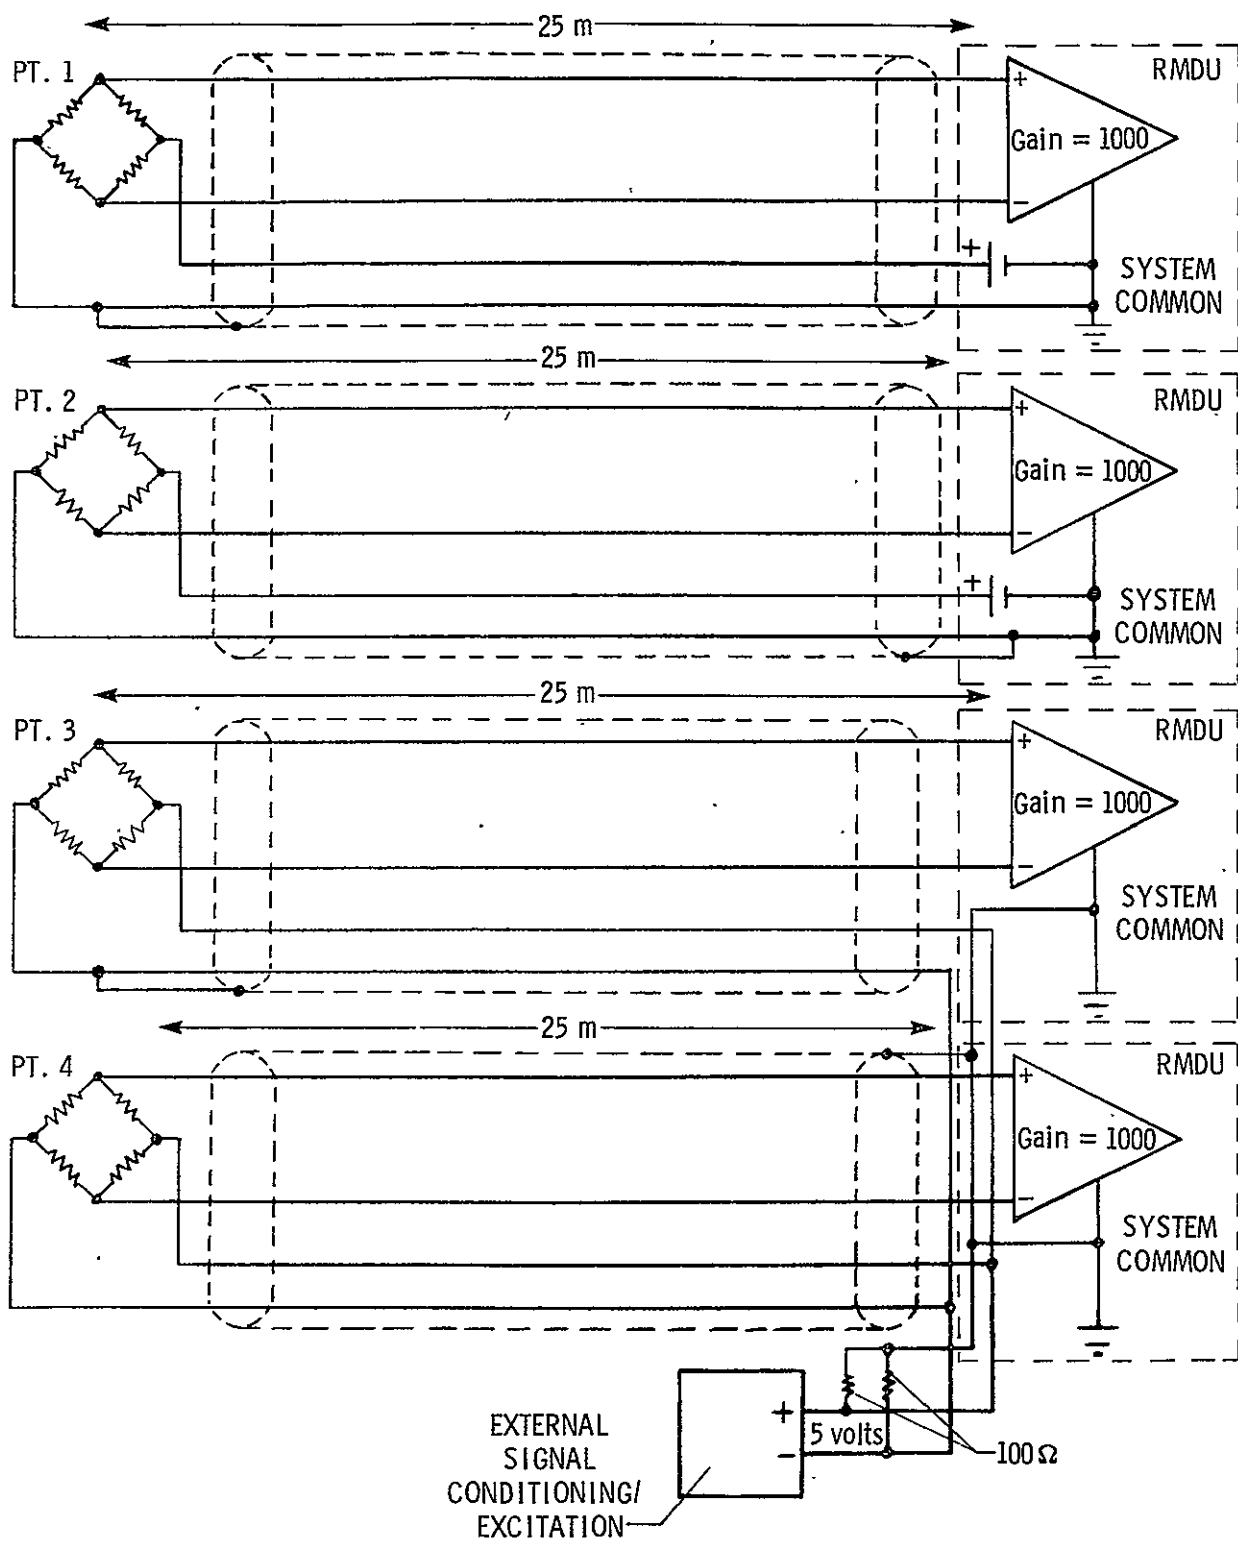 25 m
PT. 1
RMDU
+
Gain = 1000
−
+
SYSTEM
COMMON
25 m
PT. 2
RMDU
+
Gain = 1000
−
+
SYSTEM
COMMON
25 m
PT. 3
RMDU
+
Gain = 1000
−
SYSTEM
COMMON
25 m
PT. 4
RMDU
+
Gain = 1000
−
SYSTEM
COMMON
+
5 volts
−
100 Ω
EXTERNAL
SIGNAL
CONDITIONING/
EXCITATION